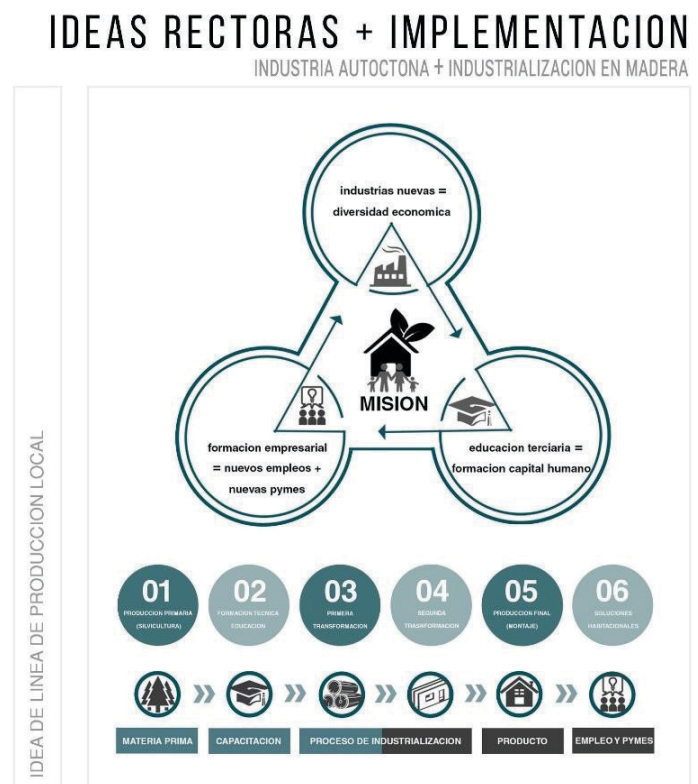 IDEAS RECTORAS + IMPLEMENTACION
INDUSTRIA AUTOCTONA + INDUSTRIALIZACION EN MADERA
IDEA DE LINEA DE PRODUCCION LOCAL
industrias nuevas =
diversidad economica
MISION
formacion empresarial
= nuevos empleos +
nuevas pymes
educacion terciaria =
formacion capital humano
01
PRODUCCION PRIMARIA
(SILVICULTURA)
02
FORMACION TECNICA
EDUCACION
03
PRIMERA
TRANSFORMACION
04
SEGUNDA
TRASNFORMACION
05
PRODUCCION FINAL
(MONTAJE)
06
SOLUCIONES
HABITACIONALES
MATERIA PRIMA
CAPACITACION
PROCESO DE INDUSTRIALIZACION
PRODUCTO
EMPLEO Y PYMES